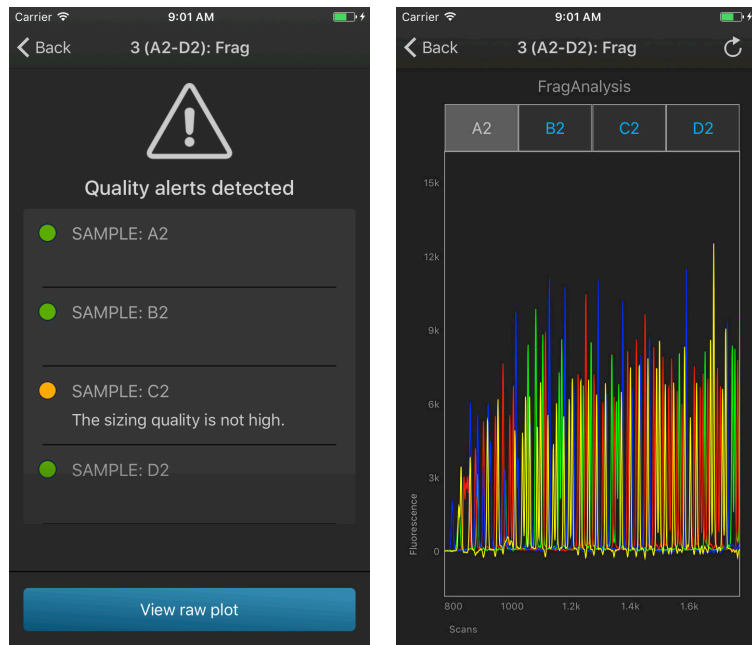 Carrier 9:01 AM
Back 3 (A2-D2): Frag
Quality alerts detected
SAMPLE: A2
SAMPLE: B2
SAMPLE: C2
The sizing quality is not high.
SAMPLE: D2
View raw plot
Carrier 9:01 AM
Back 3 (A2-D2): Frag
FragAnalysis
A2 B2 C2 D2
15k
12k
9k
6k
3k
0
Fluorescence
800 1000 1.2k 1.4k 1.6k
Scans